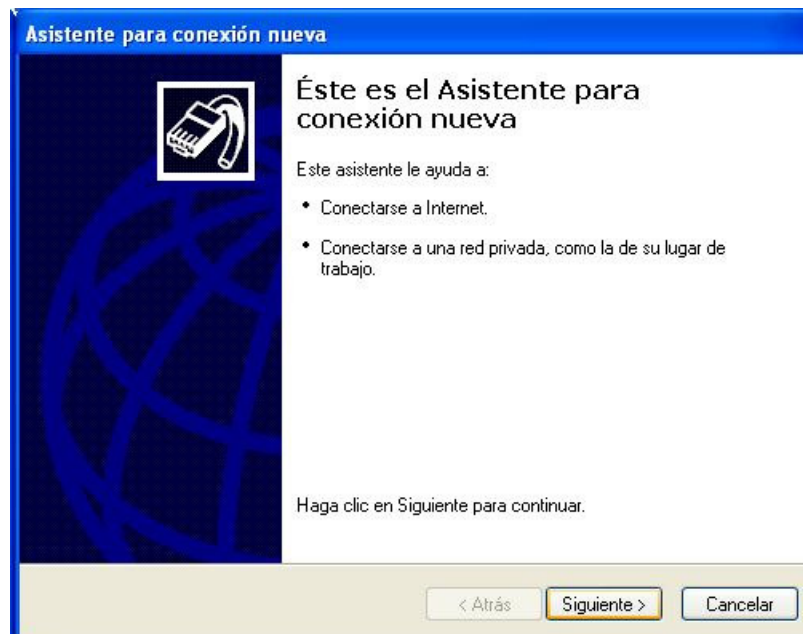 Asistente para conexión nueva
Éste es el Asistente para
conexión nueva
Este asistente le ayuda a:
• Conectarse a Internet.
• Conectarse a una red privada, como la de su lugar de
trabajo.
Haga clic en Siguiente para continuar.
< Atrás Siguiente > Cancelar